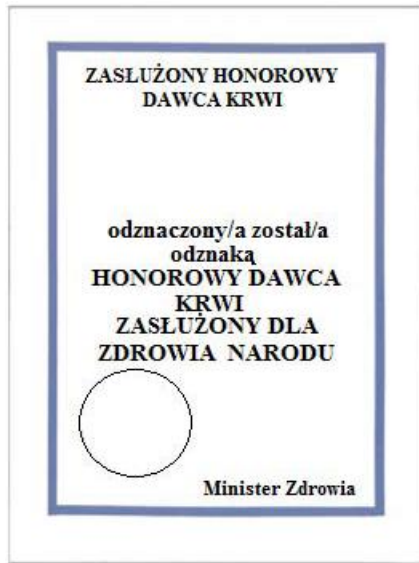 ZASŁUŻONY HONOROWY
DAWCA KRWI
odznaczony/a został/a
odznaką
HONOROWY DAWCA
KRWI
ZASŁUŻONY DLA
ZDROWIA NARODU
Minister Zdrowia